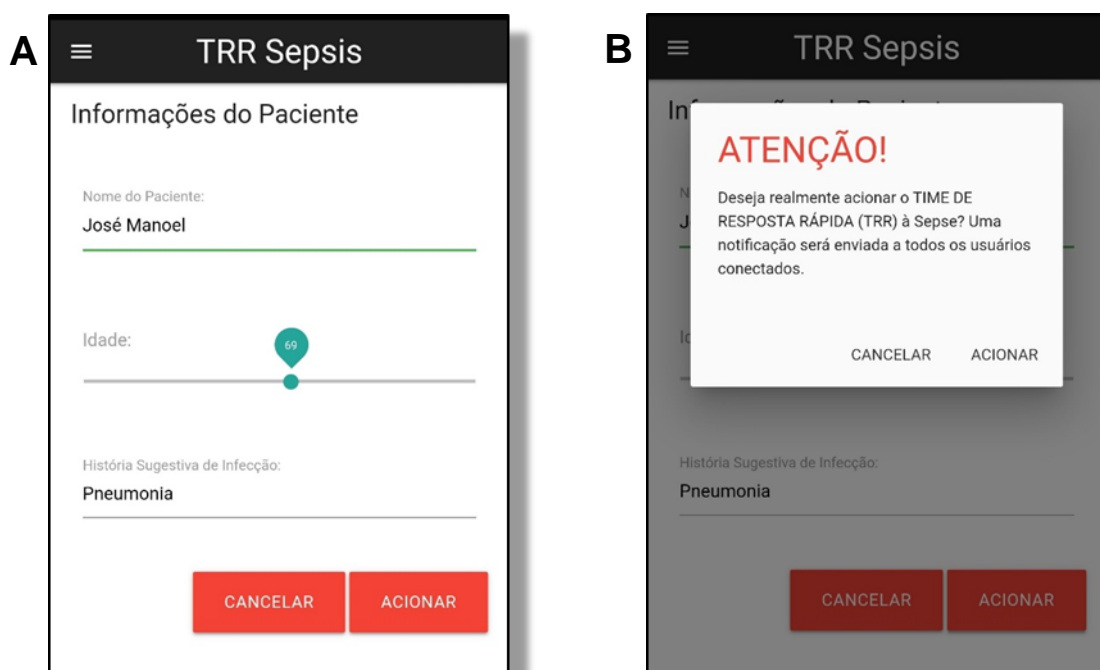 A
TRR Sepsis
Informações do Paciente
Nome do Paciente:
José Manoel
Idade:
69
História Sugestiva de Infecção:
Pneumonia
CANCELAR ACIONAR
B
TRR Sepsis
In
ATENÇÃO!
Deseja realmente acionar o TIME DE
RESPOSTA RÁPIDA (TRR) à Sepse? Uma
notificação será enviada a todos os usuários
conectados.
CANCELAR ACIONAR
N
J
Id
História Sugestiva de Infecção:
Pneumonia
CANCELAR ACIONAR